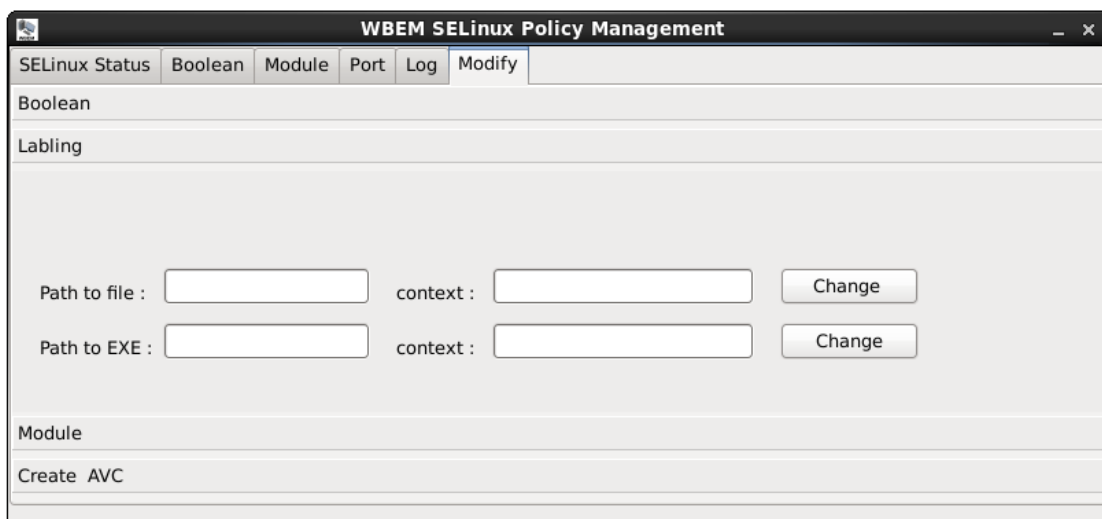 WBEM SELinux Policy Management
SELinux Status Boolean Module Port Log Modify
Boolean
Labling
Path to file : context : Change
Path to EXE : context : Change
Module
Create AVC